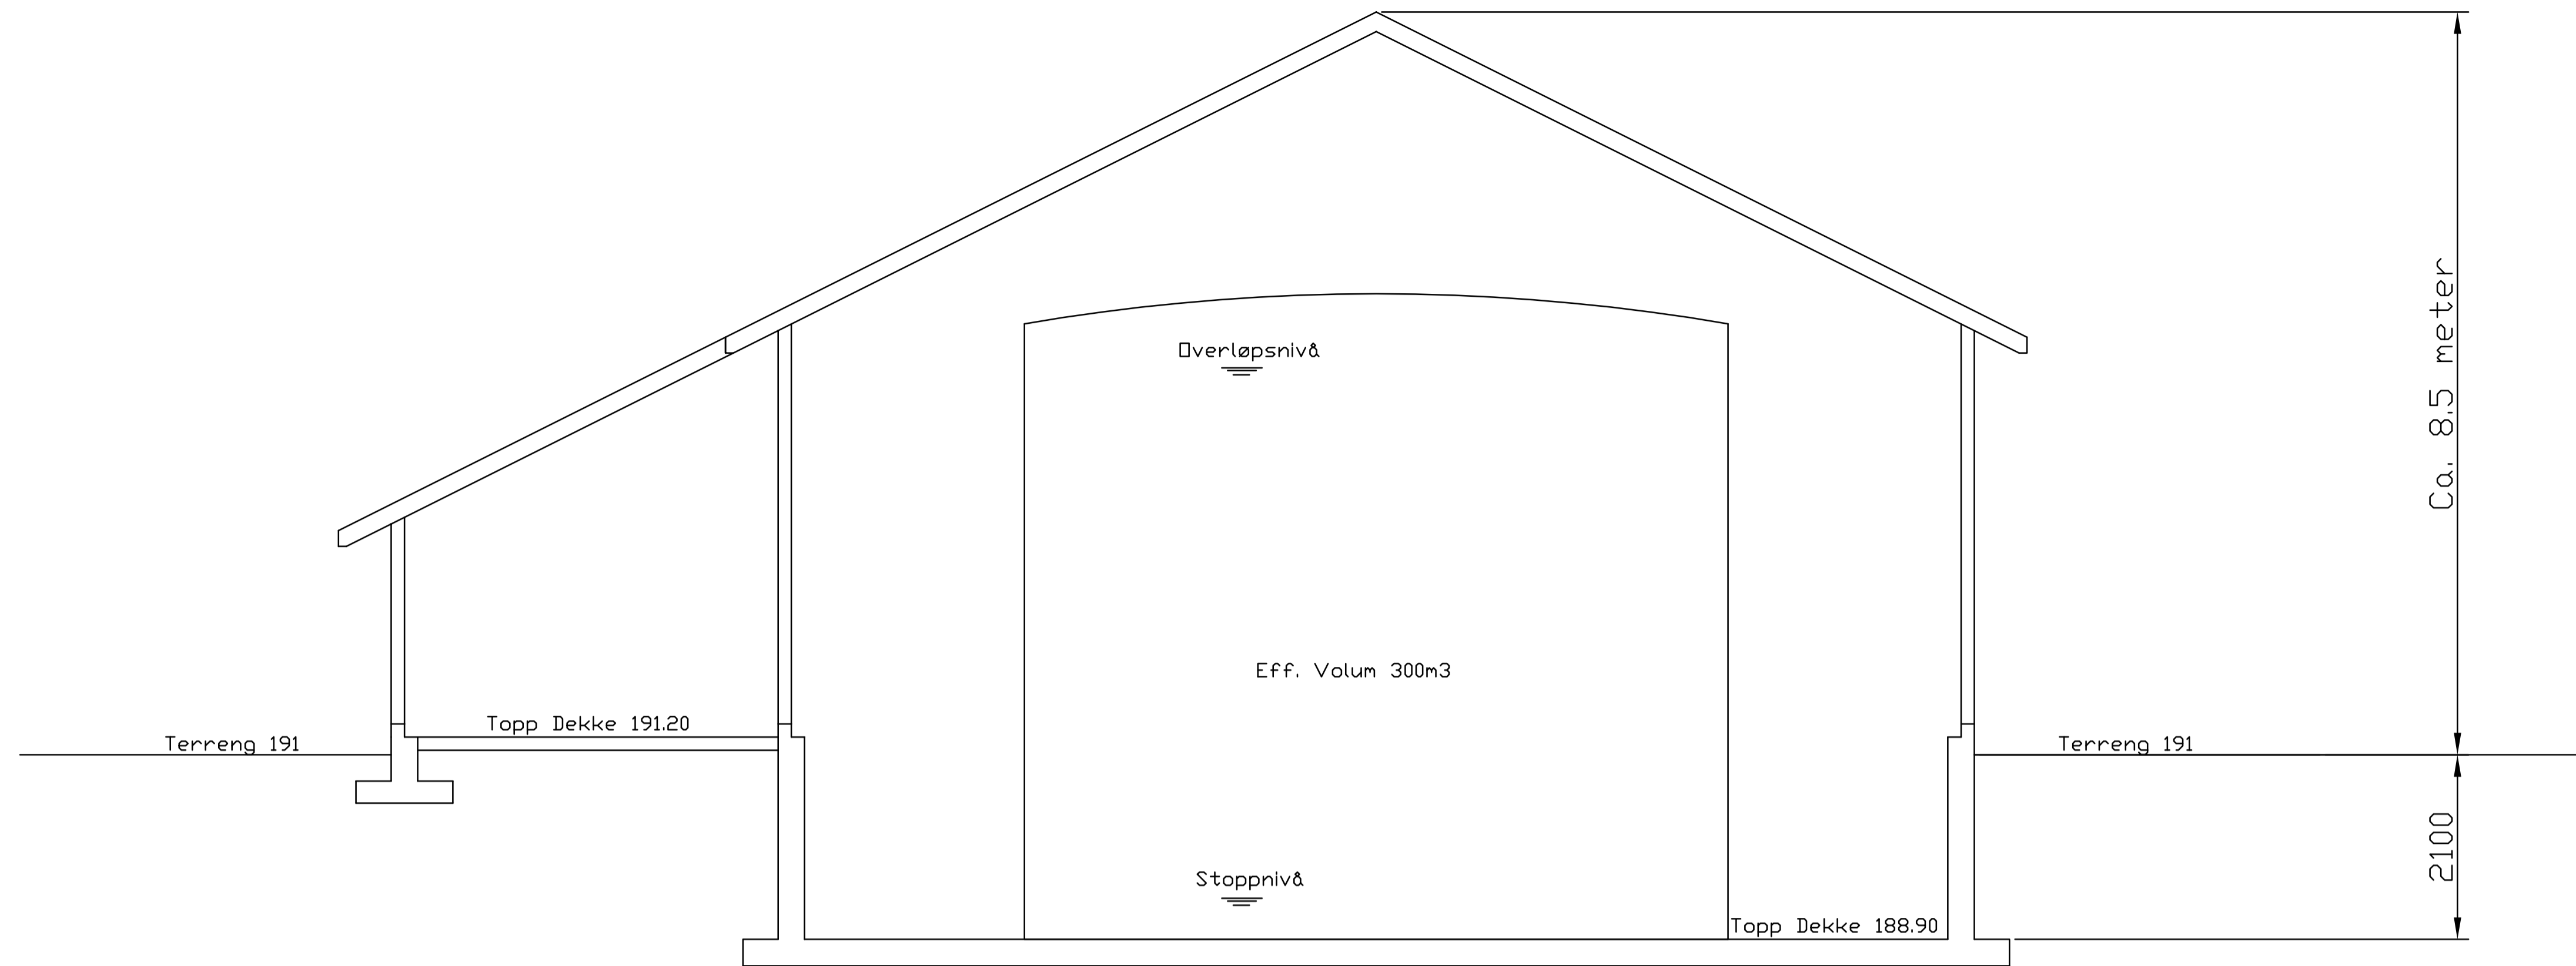 Ca. 8.5 meter
Overløpsnivå
Eff. Volum 300m3
Topp Dekke 191.20
Terreng 191
Terreng 191
2100
Stoppnivå
Topp Dekke 188.90